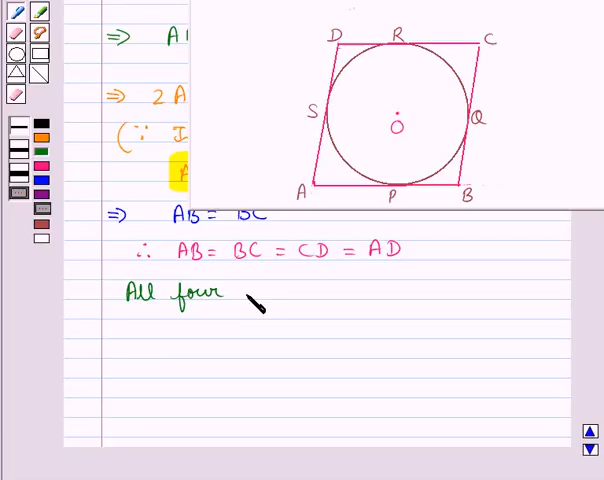 D R C
S Q
O
A P B
⇒ A
⇒ 2 A
(∵
⇒ AB = BC
∴ AB = BC = CD = AD
All four